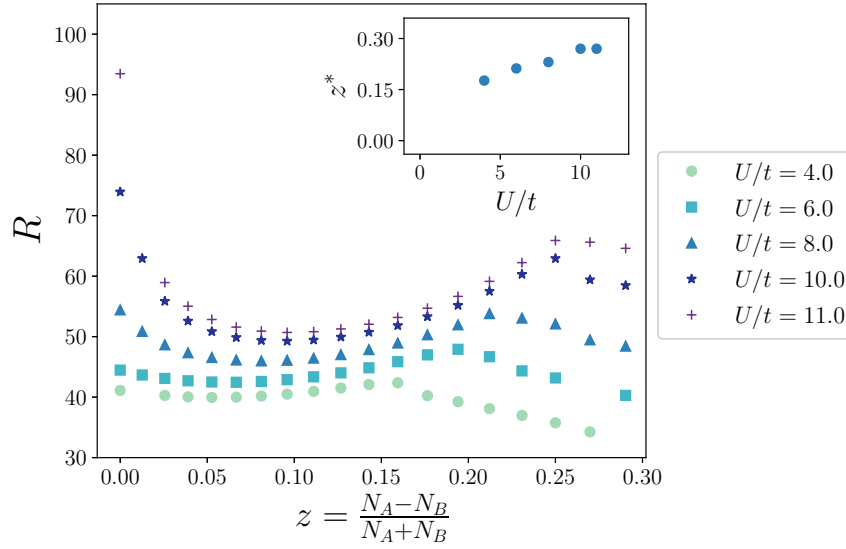 100
90
80
70
60
50
40
30
R
0.00 0.05 0.10 0.15 0.20 0.25 0.30
z = \frac{N_A - N_B}{N_A + N_B}
0.30
0.15
0.00
z^*
0 5 10
U/t
U/t = 4.0
U/t = 6.0
U/t = 8.0
U/t = 10.0
U/t = 11.0